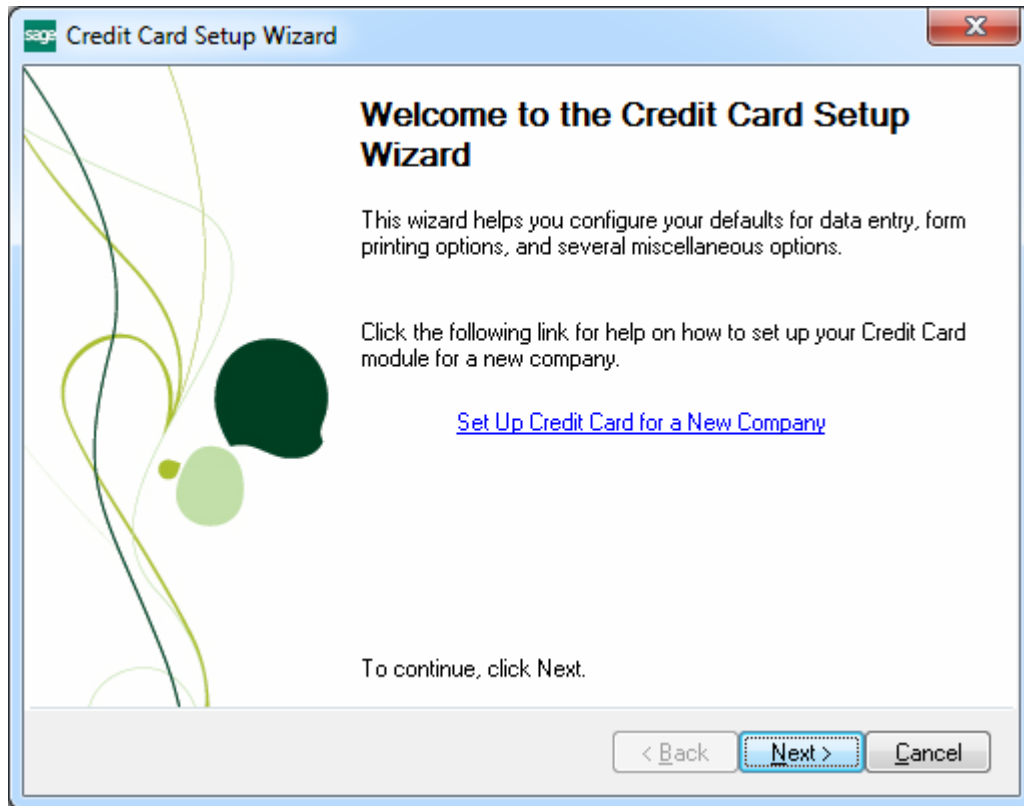 sage Credit Card Setup Wizard
X
Welcome to the Credit Card Setup
Wizard
This wizard helps you configure your defaults for data entry, form
printing options, and several miscellaneous options.
Click the following link for help on how to set up your Credit Card
module for a new company.
Set Up Credit Card for a New Company
To continue, click Next.
< Back Next > Cancel